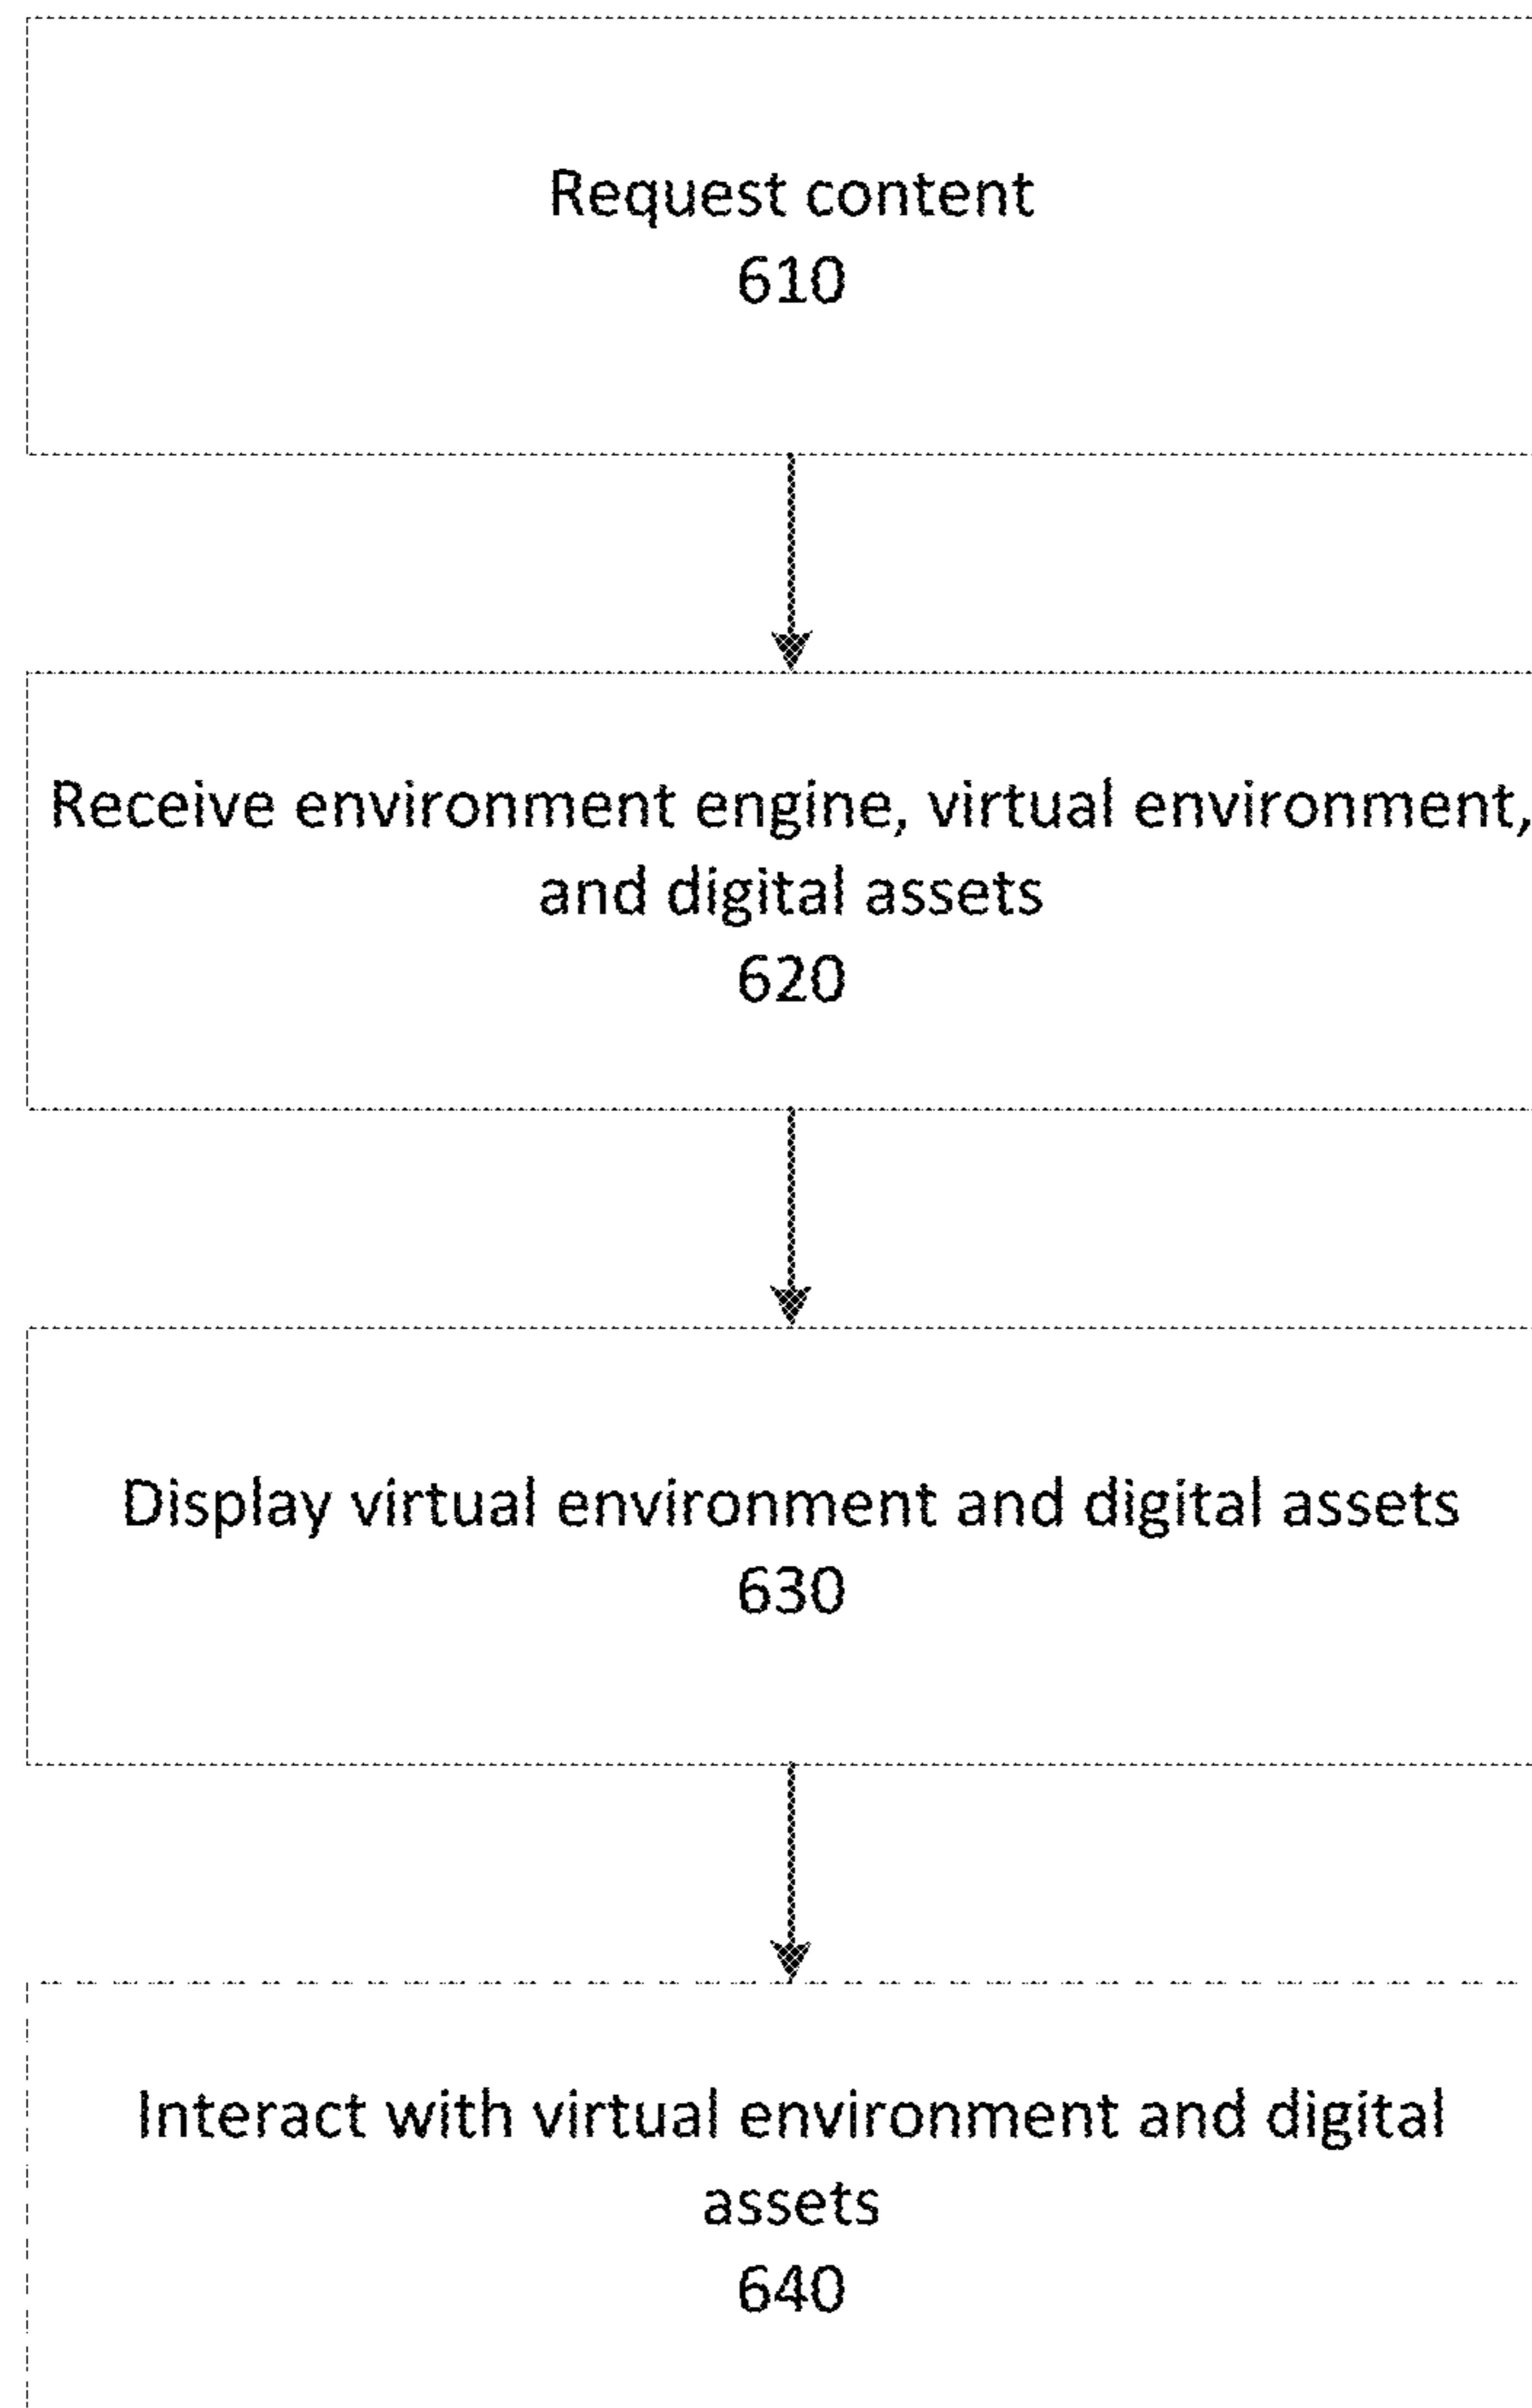 Request content
610
Receive environment engine, virtual environment,
and digital assets
620
Display virtual environment and digital assets
630
Interact with virtual environment and digital
assets
640